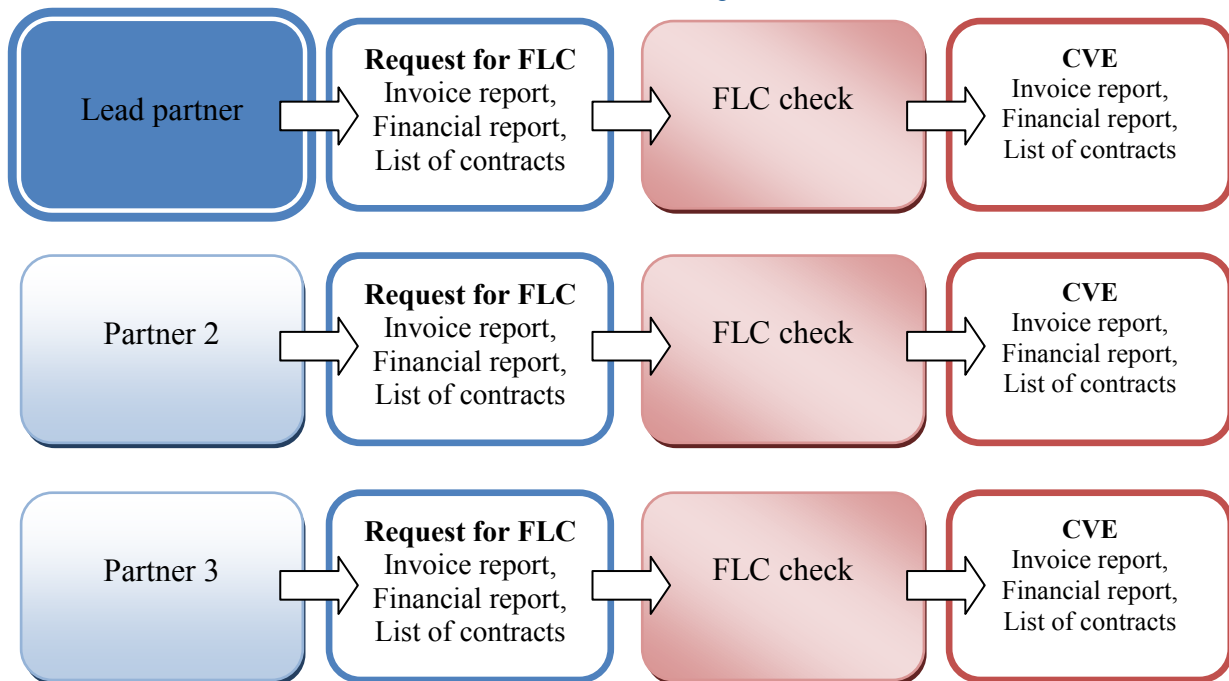 Lead partner
Request for FLC
Invoice report,
Financial report,
List of contracts
FLC check
CVE
Invoice report,
Financial report,
List of contracts
Partner 2
Request for FLC
Invoice report,
Financial report,
List of contracts
FLC check
CVE
Invoice report,
Financial report,
List of contracts
Partner 3
Request for FLC
Invoice report,
Financial report,
List of contracts
FLC check
CVE
Invoice report,
Financial report,
List of contracts